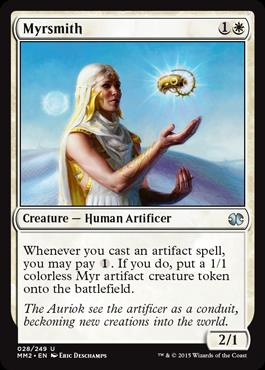 Myrsmith 1
Creature — Human Artificer
Whenever you cast an artifact spell,
you may pay 1. If you do, put a 1/1
colorless Myr artifact creature token
onto the battlefield.
The Auriok see the artificer as a conduit,
beckoning new creations into the world.
2/1
028/249 U
MM2 • EN Eric Deschamps
™ & © 2015 Wizards of the Coast